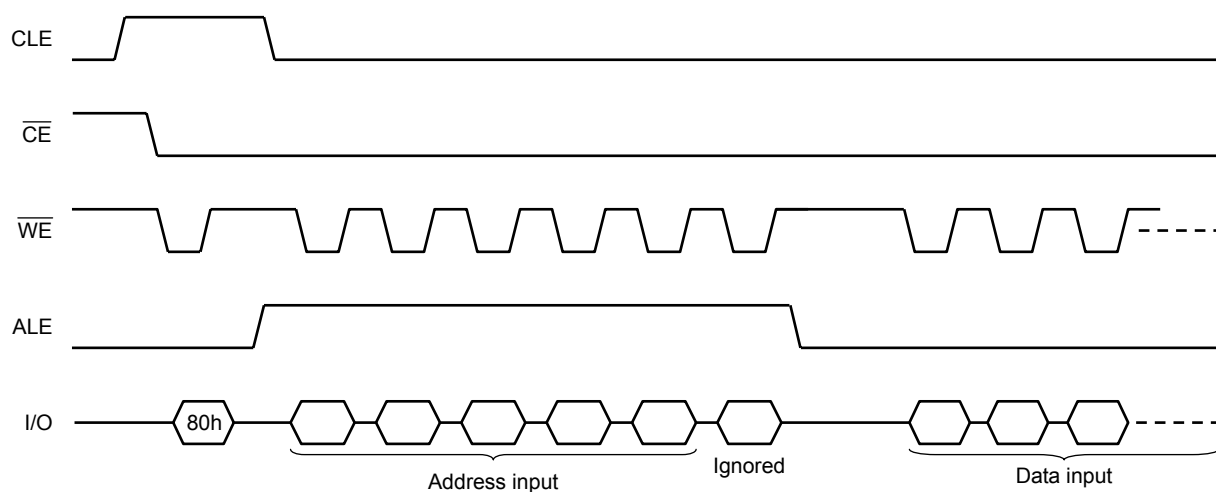 CLE
CE
WE
ALE
I/O
80h
Address input
Ignored
Data input